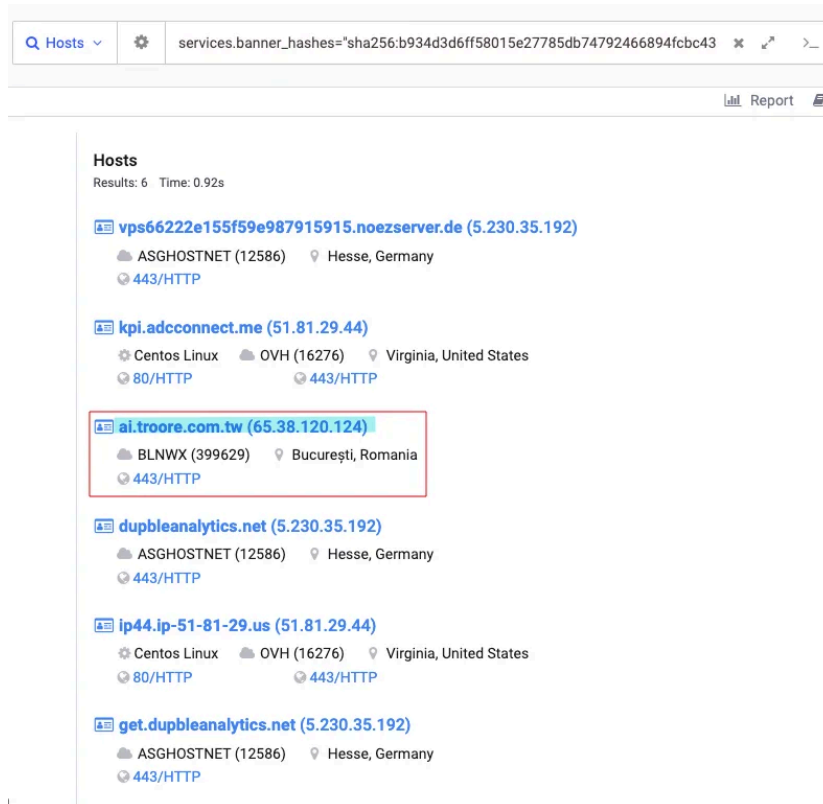 Hosts services.banner_hashes="sha256:b934d3d6ff58015e27785db74792466894fcbc43
Report
Hosts
Results: 6 Time: 0.92s
vps66222e155f59e987915915.noezserver.de (5.230.35.192)
ASGHOSTNET (12586) Hesse, Germany
443/HTTP
kpi.adcconnect.me (51.81.29.44)
Centos Linux OVH (16276) Virginia, United States
80/HTTP 443/HTTP
ai.troore.com.tw (65.38.120.124)
BLNWX (399629) București, Romania
443/HTTP
dupbleanalytics.net (5.230.35.192)
ASGHOSTNET (12586) Hesse, Germany
443/HTTP
ip44.ip-51-81-29.us (51.81.29.44)
Centos Linux OVH (16276) Virginia, United States
80/HTTP 443/HTTP
get.dupbleanalytics.net (5.230.35.192)
ASGHOSTNET (12586) Hesse, Germany
443/HTTP